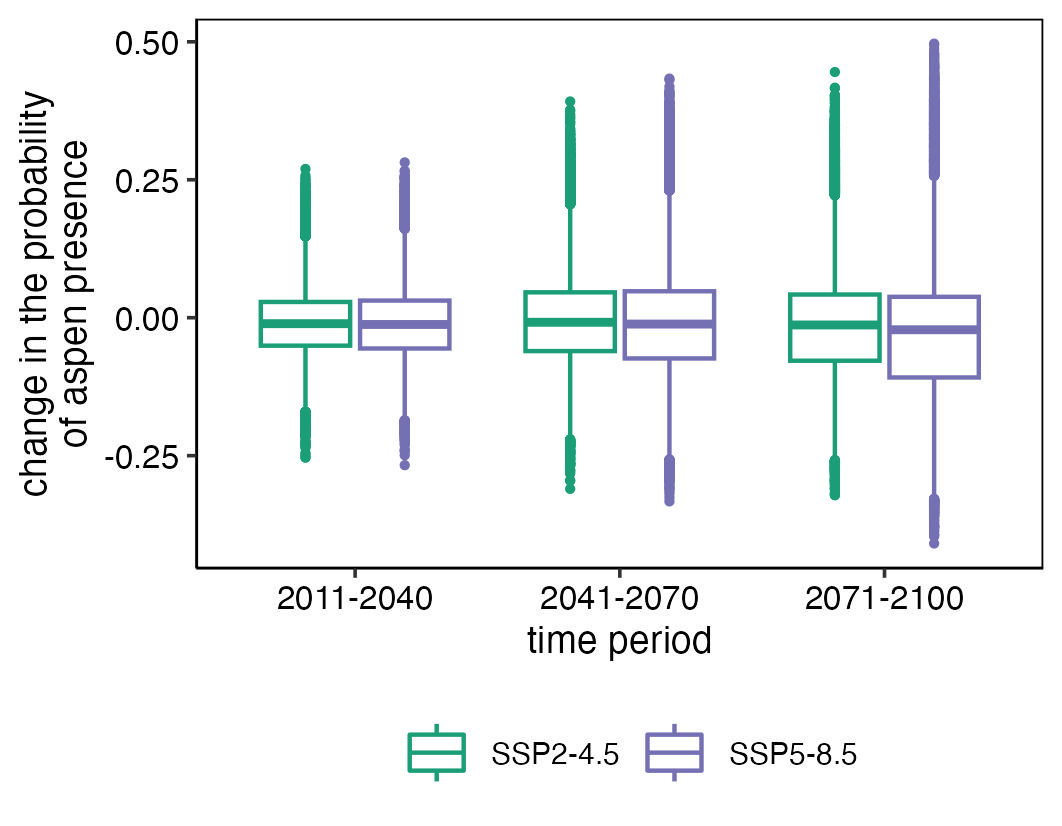 change in the probability
of aspen presence
0.50
0.25
0.00
-0.25
2011-2040 2041-2070 2071-2100
time period
SSP2-4.5 SSP5-8.5